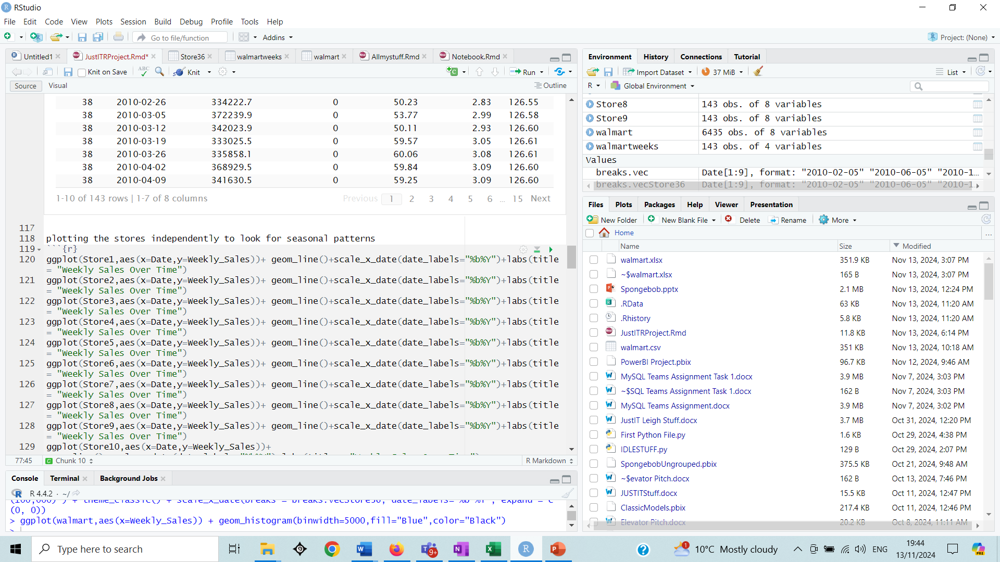 RStudio
File Edit Code View Plots Session Build Debug Profile Tools Help
Go to file/function Addins Project: (None)
Untitled1 JustITRProject.Rmd* Store36 walmartweeks walmart Allmystuff.Rmd Notebook.Rmd
Knit on Save ABC Knit Run
Source Visual Outline
38 2010-02-26 334222.7 0 50.23 2.83 126.55
38 2010-03-05 372239.9 0 53.77 2.99 126.58
38 2010-03-12 342023.9 0 50.11 2.93 126.60
38 2010-03-19 333025.5 0 59.57 3.05 126.61
38 2010-03-26 335858.1 0 60.06 3.08 126.61
38 2010-04-02 368929.5 0 59.84 3.09 126.60
38 2010-04-09 341630.5 0 59.25 3.09 126.60
1-10 of 143 rows | 1-7 of 8 columns Previous 1 2 3 4 5 6 ... 15 Next
117
118 plotting the stores independently to look for seasonal patterns
119 ```{r}
120 ggplot(Store1,aes(x=Date,y=Weekly_Sales))+ geom_line()+scale_x_date(date_labels="%b%Y")+labs(title
= "Weekly Sales Over Time")
121 ggplot(Store2,aes(x=Date,y=Weekly_Sales))+ geom_line()+scale_x_date(date_labels="%b%Y")+labs(title
= "Weekly Sales Over Time")
122 ggplot(Store3,aes(x=Date,y=Weekly_Sales))+ geom_line()+scale_x_date(date_labels="%b%Y")+labs(title
= "Weekly Sales Over Time")
123 ggplot(Store4,aes(x=Date,y=Weekly_Sales))+ geom_line()+scale_x_date(date_labels="%b%Y")+labs(title
= "Weekly Sales Over Time")
124 ggplot(Store5,aes(x=Date,y=Weekly_Sales))+ geom_line()+scale_x_date(date_labels="%b%Y")+labs(title
= "Weekly Sales Over Time")
125 ggplot(Store6,aes(x=Date,y=Weekly_Sales))+ geom_line()+scale_x_date(date_labels="%b%Y")+labs(title
= "Weekly Sales Over Time")
126 ggplot(Store7,aes(x=Date,y=Weekly_Sales))+ geom_line()+scale_x_date(date_labels="%b%Y")+labs(title
= "Weekly Sales Over Time")
127 ggplot(Store8,aes(x=Date,y=Weekly_Sales))+ geom_line()+scale_x_date(date_labels="%b%Y")+labs(title
= "Weekly Sales Over Time")
128 ggplot(Store9,aes(x=Date,y=Weekly_Sales))+ geom_line()+scale_x_date(date_labels="%b%Y")+labs(title
= "Weekly Sales Over Time")
129 ggplot(Store10,aes(x=Date,y=Weekly_Sales))+
77:45 Chunk 10 R Markdown
Console Terminal Background Jobs
R 4.4.2 · ~/
(0, 0))
> ggplot(walmart,aes(x=Weekly_Sales)) + geom_histogram(binwidth=5000,fill="Blue",color="Black")
>
Environment History Connections Tutorial
Import Dataset 37 MiB List
R Global Environment
Store8 143 obs. of 8 variables
Store9 143 obs. of 8 variables
walmart 6435 obs. of 8 variables
walmartweeks 143 obs. of 4 variables
Values
breaks.vec Date[1:9], format: "2010-02-05" "2010-06-05" "2010-1...
breaks.vecStore36 Date[1:9], format: "2010-02-05" "2010-06-05" "2010-1...
Files Plots Packages Help Viewer Presentation
New Folder New Blank File Delete Rename More
Home ...
Name Size Modified
walmart.xlsx 351.9 KB Nov 13, 2024, 3:07 PM
~$walmart.xlsx 165 B Nov 13, 2024, 3:07 PM
Spongebob.pptx 2.1 MB Nov 13, 2024, 12:24 PM
.RData 63 KB Nov 13, 2024, 11:20 AM
.Rhistory 5.8 KB Nov 13, 2024, 11:20 AM
JustITRProject.Rmd 11.8 KB Nov 13, 2024, 6:14 PM
walmart.csv 351 KB Nov 13, 2024, 10:18 AM
PowerBI Project.pbix 96.7 KB Nov 12, 2024, 9:46 AM
MySQL Teams Assignment Task 1.docx 3.9 MB Nov 7, 2024, 3:03 PM
~$SQL Teams Assignment Task 1.docx 162 B Nov 7, 2024, 3:03 PM
MySQL Teams Assignment.docx 3.9 MB Nov 7, 2024, 3:02 PM
JustIT Leigh Stuff.docx 3.7 MB Oct 31, 2024, 12:20 PM
First Python File.py 1.6 KB Oct 29, 2024, 4:38 PM
IDLESTUFF.py 129 B Oct 29, 2024, 2:07 PM
SpongebobUngrouped.pbix 375.5 KB Oct 21, 2024, 9:48 AM
~$evator Pitch.docx 162 B Oct 13, 2024, 7:46 PM
JUSTITStuff.docx 15.5 KB Oct 11, 2024, 12:47 PM
ClassicModels.pbix 217.4 KB Oct 11, 2024, 12:46 PM
Elevator Pitch.docx 20.2 KB Oct 8, 2024, 11:11 AM
Type here to search 9+ 1 10°C Mostly cloudy ENG 19:44
13/11/2024 PRE